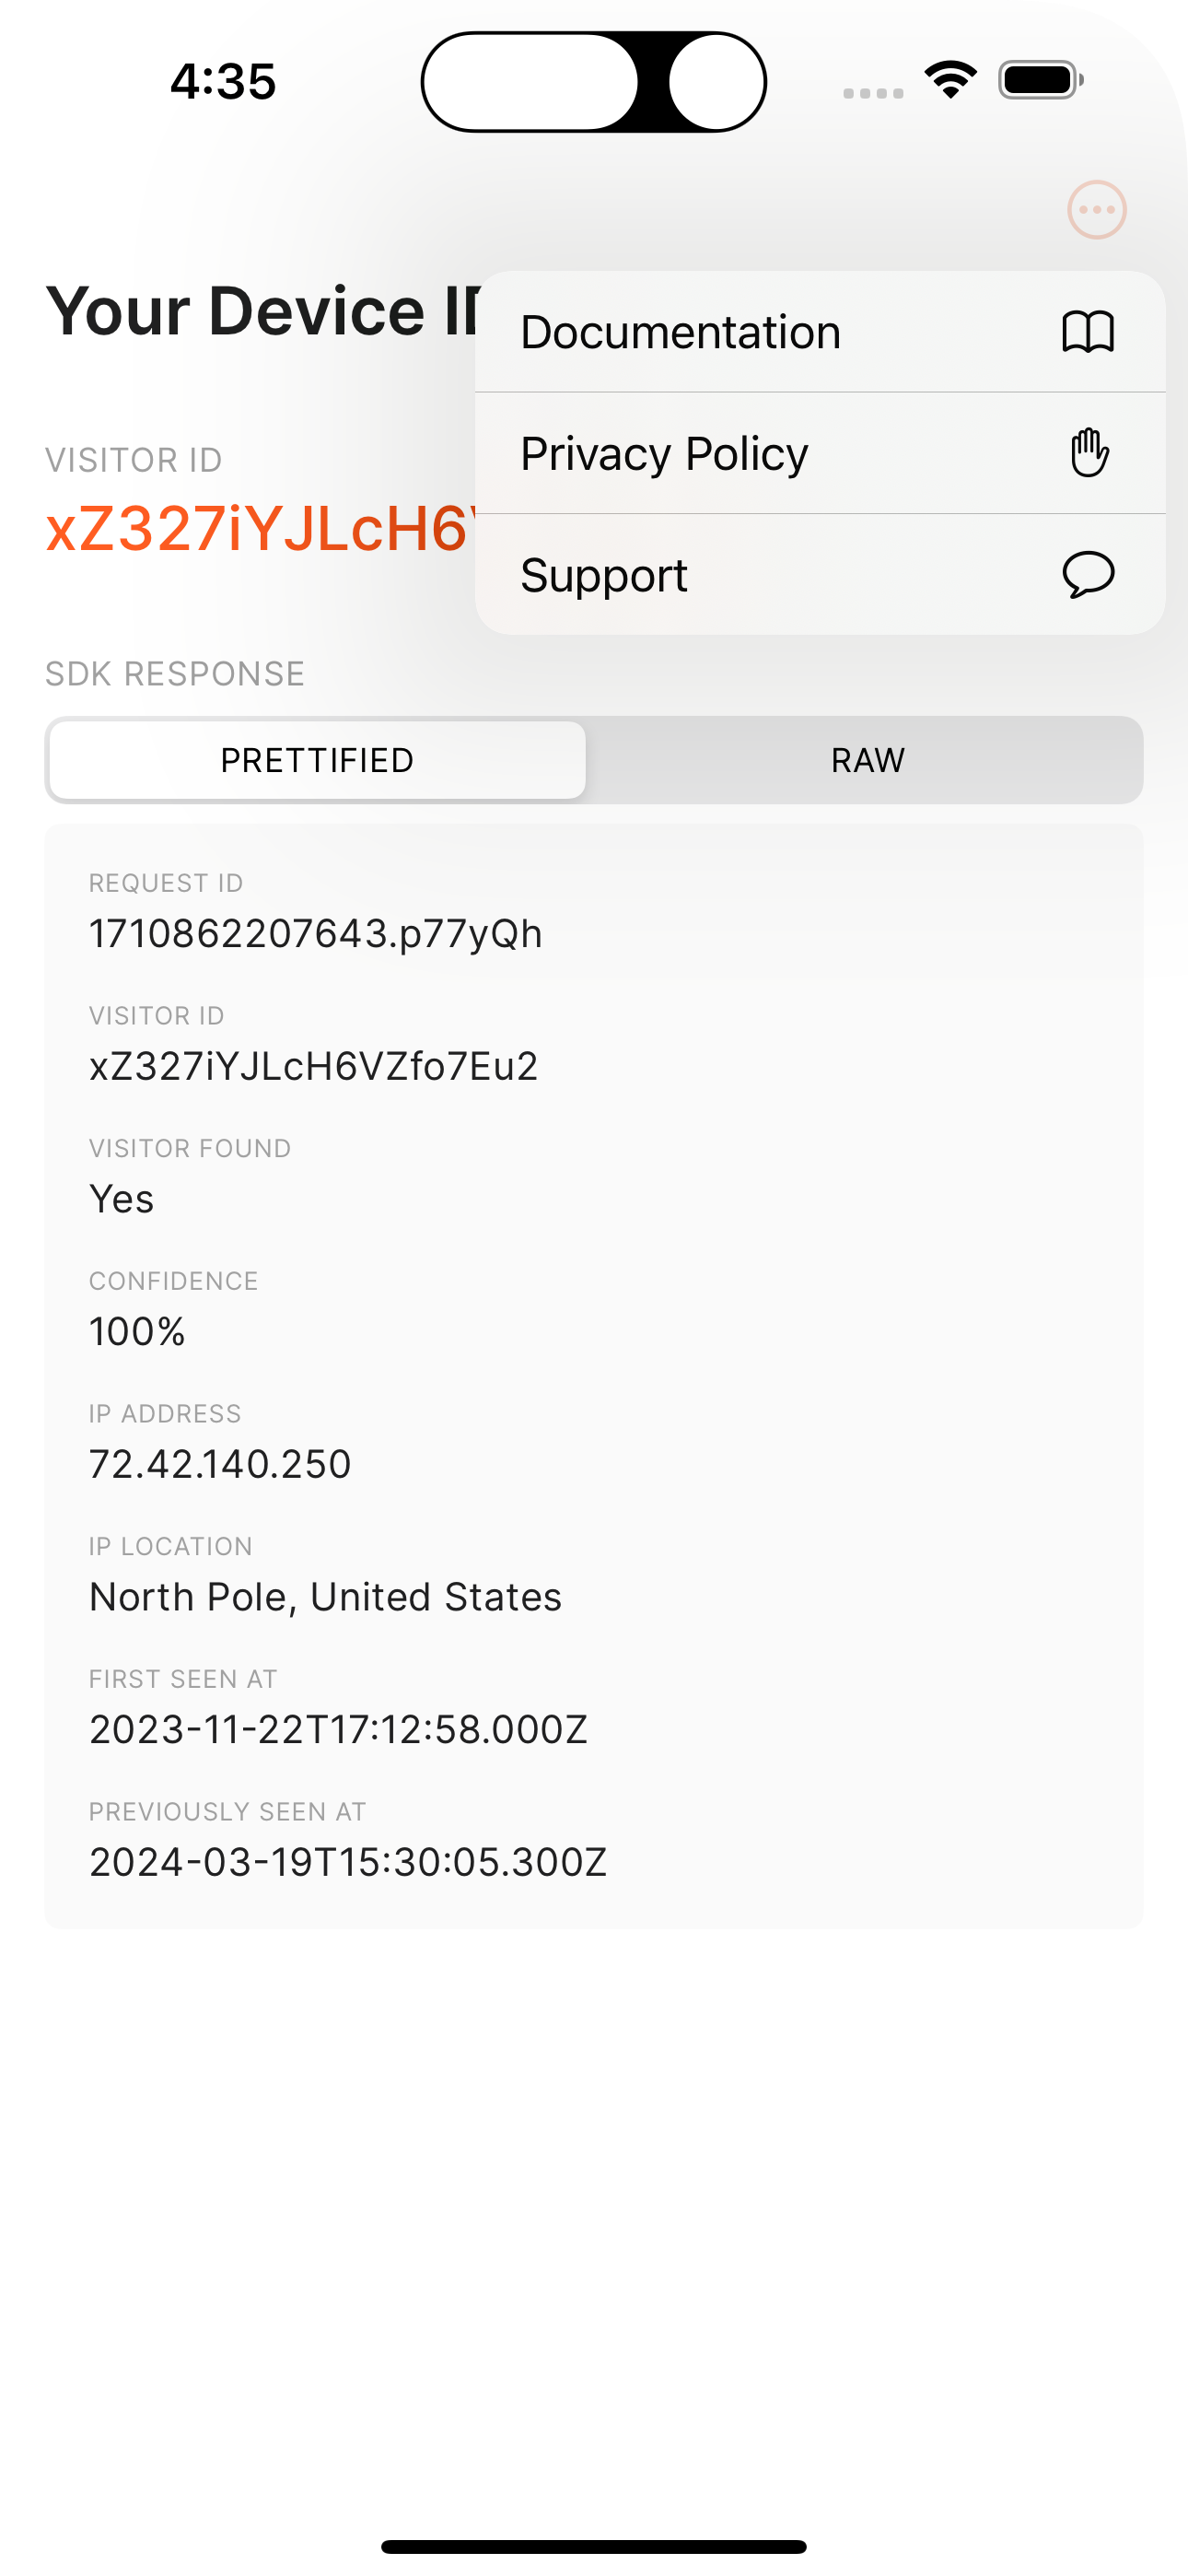 4:35
Your Device ID
Documentation
Privacy Policy
Support
VISITOR ID
xZ327iYJLcH6
SDK RESPONSE
PRETTIFIED
RAW
REQUEST ID
1710862207643.p77yQh
VISITOR ID
xZ327iYJLcH6VZfo7Eu2
VISITOR FOUND
Yes
CONFIDENCE
100%
IP ADDRESS
72.42.140.250
IP LOCATION
North Pole, United States
FIRST SEEN AT
2023-11-22T17:12:58.000Z
PREVIOUSLY SEEN AT
2024-03-19T15:30:05.300Z